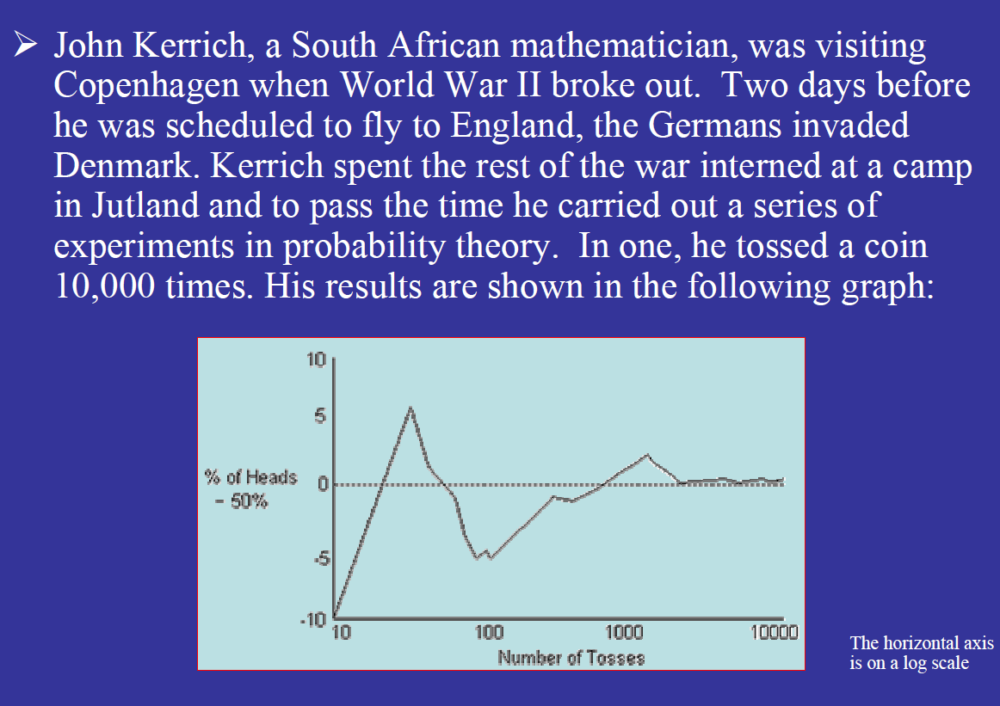 ➢ John Kerrich, a South African mathematician, was visiting
Copenhagen when World War II broke out.  Two days before
he was scheduled to fly to England, the Germans invaded
Denmark. Kerrich spent the rest of the war interned at a camp
in Jutland and to pass the time he carried out a series of
experiments in probability theory.  In one, he tossed a coin
10,000 times. His results are shown in the following graph:
10
5
% of Heads
- 50%
0
-5
-10
10 100 1000 10000
Number of Tosses
The horizontal axis
is on a log scale